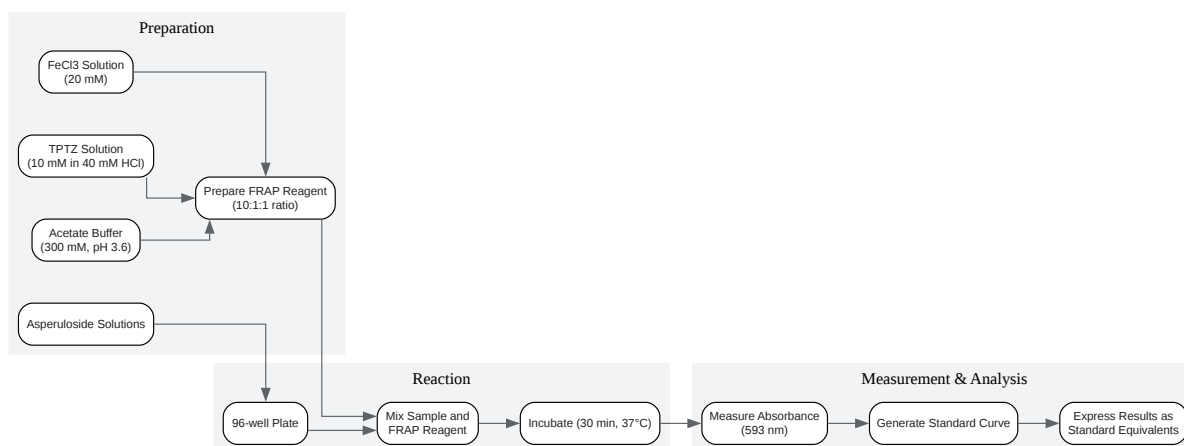 Preparation
FeCl3 Solution
(20 mM)
TPTZ Solution
(10 mM in 40 mM HCl)
Prepare FRAP Reagent
(10:1:1 ratio)
Acetate Buffer
(300 mM, pH 3.6)
Asperuloside Solutions
Reaction
96-well Plate
Mix Sample and
FRAP Reagent
Incubate (30 min, 37°C)
Measurement & Analysis
Measure Absorbance
(593 nm)
Generate Standard Curve
Express Results as
Standard Equivalents